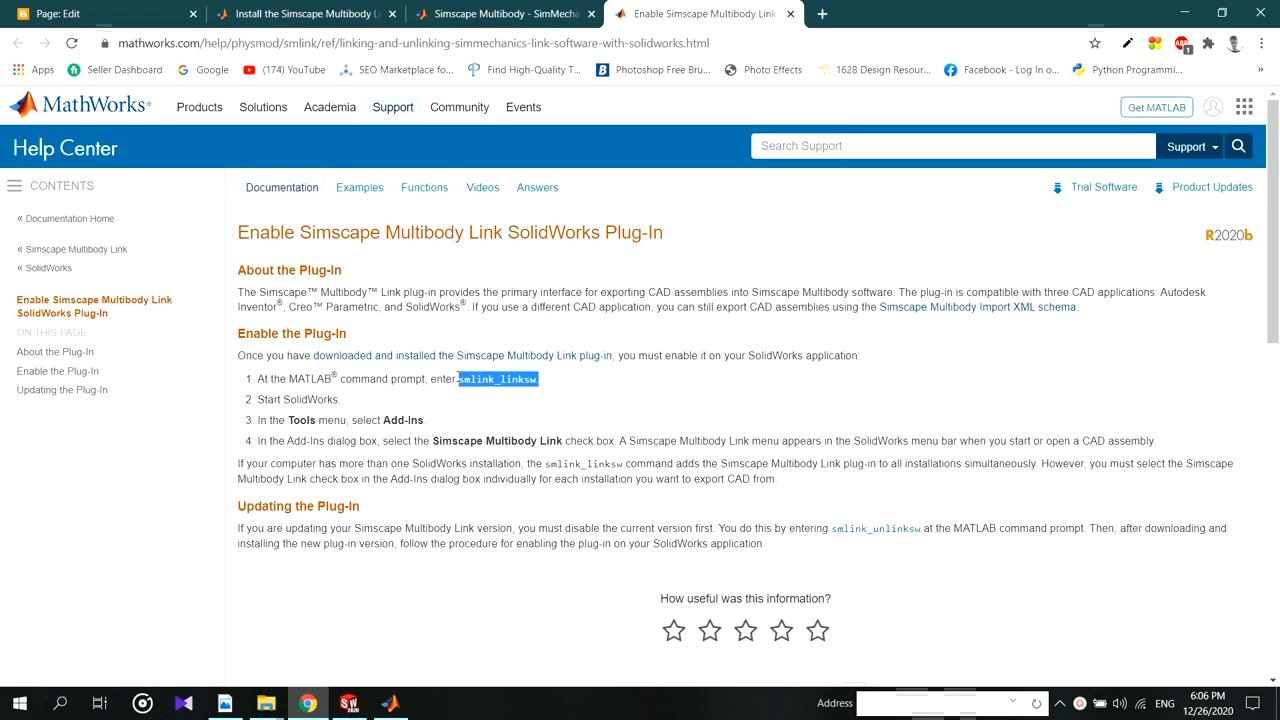 Page: Edit
Install the Simscape Multibody L
Simscape Multibody - SimMecha
Enable Simscape Multibody Link
mathworks.com/help/physmod/smlink/ref/linking-and-unlinking-simmechanics-link-software-with-solidworks.html
Apps
Seller Dashboard
Google
(174) YouTube
SEO Marketplace fo...
Find High-Quality T...
Photoshop Free Bru...
Photo Effects
1628 Design Resour...
Facebook - Log In o...
Python Programmi...
»
MathWorks®
Products
Solutions
Academia
Support
Community
Events
Get MATLAB
Help Center
Search Support
Support
CONTENTS
Documentation
Examples
Functions
Videos
Answers
Trial Software
Product Updates
« Documentation Home
« Simscape Multibody Link
« SolidWorks
Enable Simscape Multibody Link
SolidWorks Plug-In
ON THIS PAGE
About the Plug-In
Enable the Plug-In
Updating the Plug-In
Enable Simscape Multibody Link SolidWorks Plug-In
R2020b
About the Plug-In
The Simscape™ Multibody™ Link plug-in provides the primary interface for exporting CAD assemblies into Simscape Multibody software. The plug-in is compatible with three CAD applications: Autodesk
Inventor®, Creo™ Parametric, and SolidWorks®. If you use a different CAD application, you can still export CAD assemblies using the Simscape Multibody Import XML schema.
Enable the Plug-In
Once you have downloaded and installed the Simscape Multibody Link plug-in, you must enable it on your SolidWorks application:
1. At the MATLAB® command prompt, enter smlink_linksw.
2 Start SolidWorks.
3. In the Tools menu, select Add-Ins.
4. In the Add-Ins dialog box, select the Simscape Multibody Link check box. A Simscape Multibody Link menu appears in the SolidWorks menu bar when you start or open a CAD assembly.
If your computer has more than one SolidWorks installation, the smlink_linksw command adds the Simscape Multibody Link plug-in to all installations simultaneously. However, you must select the Simscape
Multibody Link check box in the Add-Ins dialog box individually for each installation you want to export CAD from.
Updating the Plug-In
If you are updating your Simscape Multibody Link version, you must disable the current version first. You do this by entering smlink_unlinksw at the MATLAB command prompt. Then, after downloading and
installing the new plug-in version, follow the procedure for enabling the plug-in on your SolidWorks application
How useful was this information?
Address
ENG
6:06 PM
12/26/2020